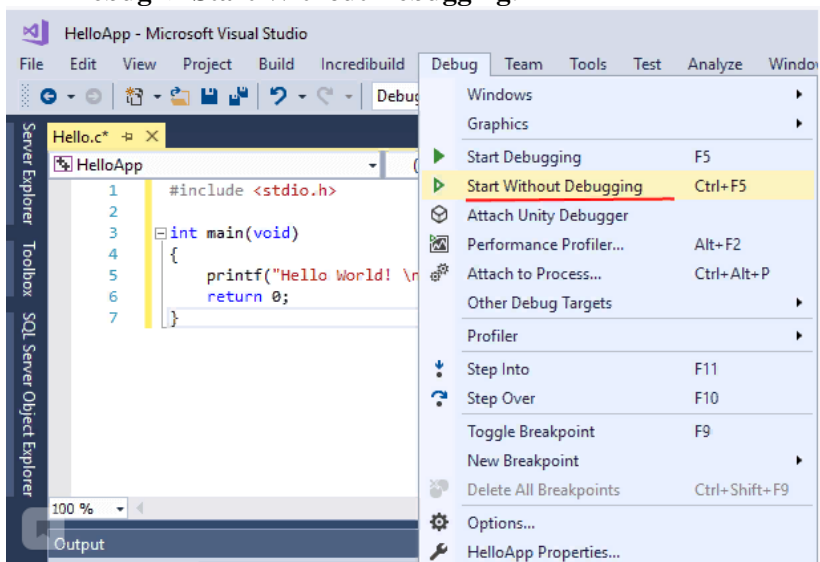 HelloApp - Microsoft Visual Studio
File Edit View Project Build Incredibuild Debug Team Tools Test Analyze Windo
Debug
Hello.c*
HelloApp
1 #include <stdio.h>
2
3 int main(void)
4 {
5 printf("Hello World! \n
6 return 0;
7 }
100 %
Output
Server Explorer
Toolbox
SQL Server Object Explorer
Windows
Graphics
Start Debugging F5
Start Without Debugging Ctrl+F5
Attach Unity Debugger
Performance Profiler... Alt+F2
Attach to Process... Ctrl+Alt+P
Other Debug Targets
Profiler
Step Into F11
Step Over F10
Toggle Breakpoint F9
New Breakpoint
Delete All Breakpoints Ctrl+Shift+F9
Options...
HelloApp Properties...